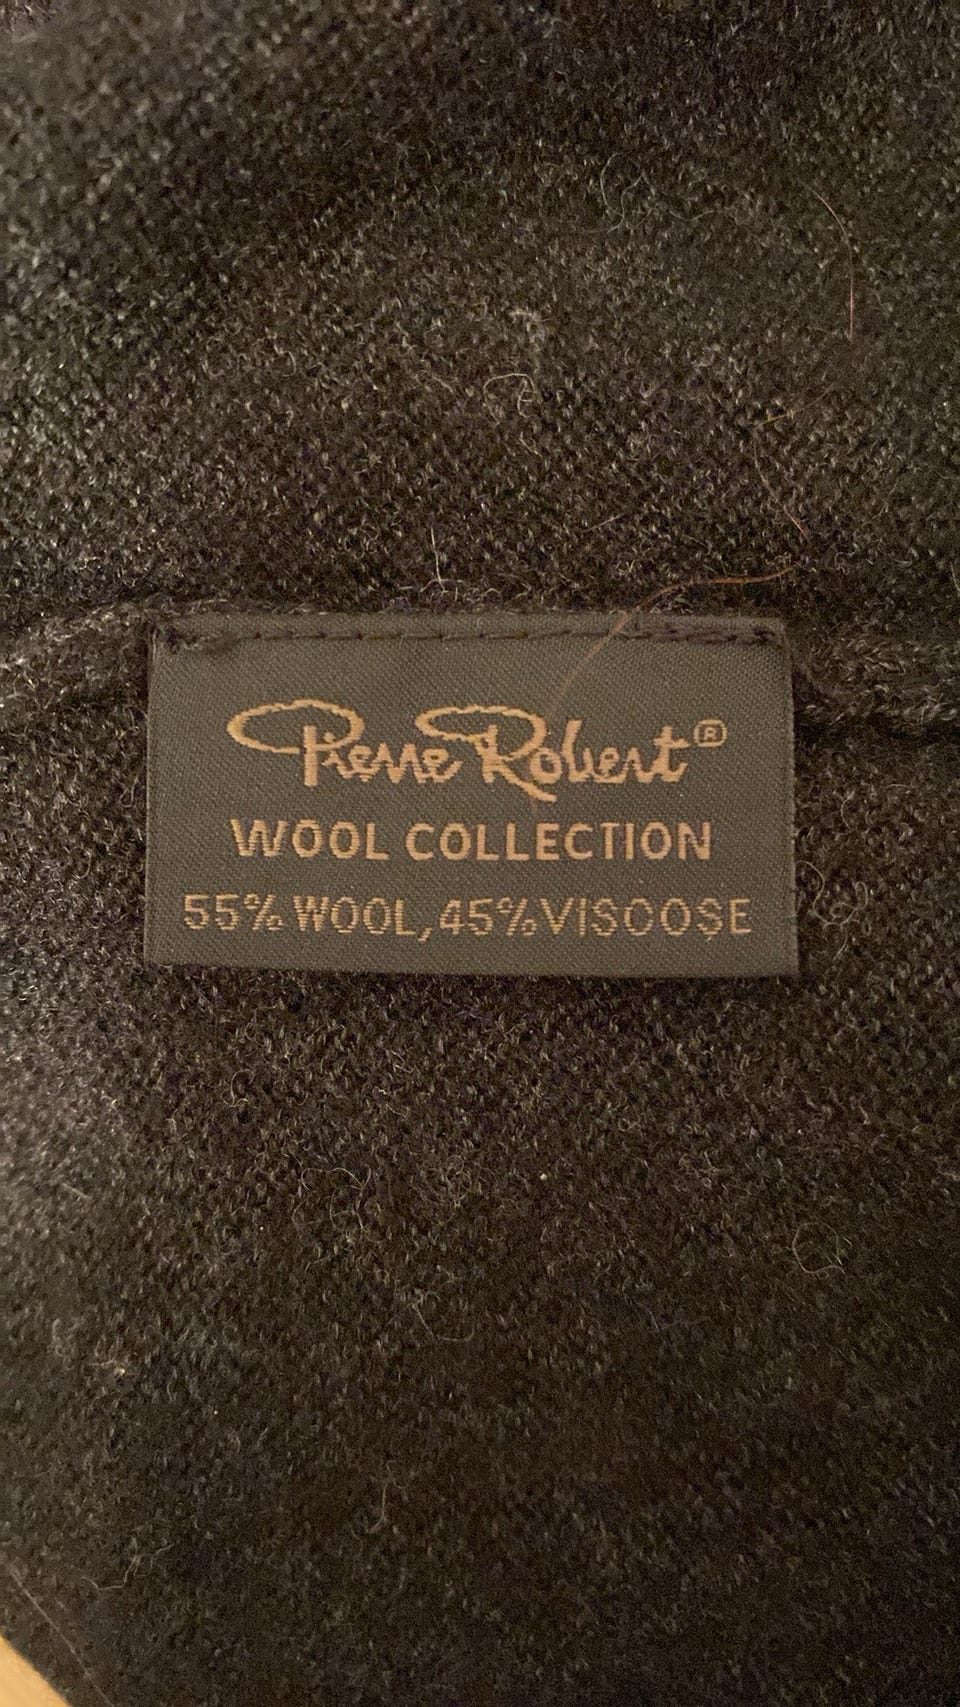 Pierre Robert®
WOOL COLLECTION
55% WOOL, 45% VISCOSE